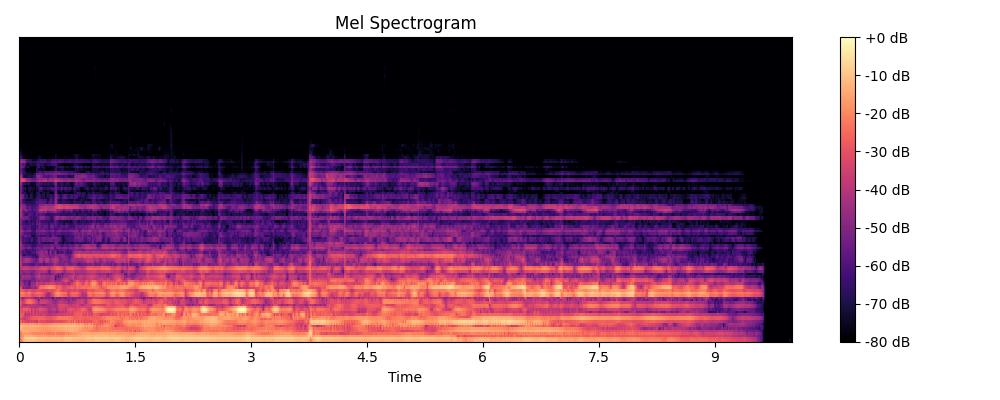 Mel Spectrogram
+0 dB
-10 dB
-20 dB
-30 dB
-40 dB
-50 dB
-60 dB
-70 dB
-80 dB
0 1.5 3 4.5 6 7.5 9
Time